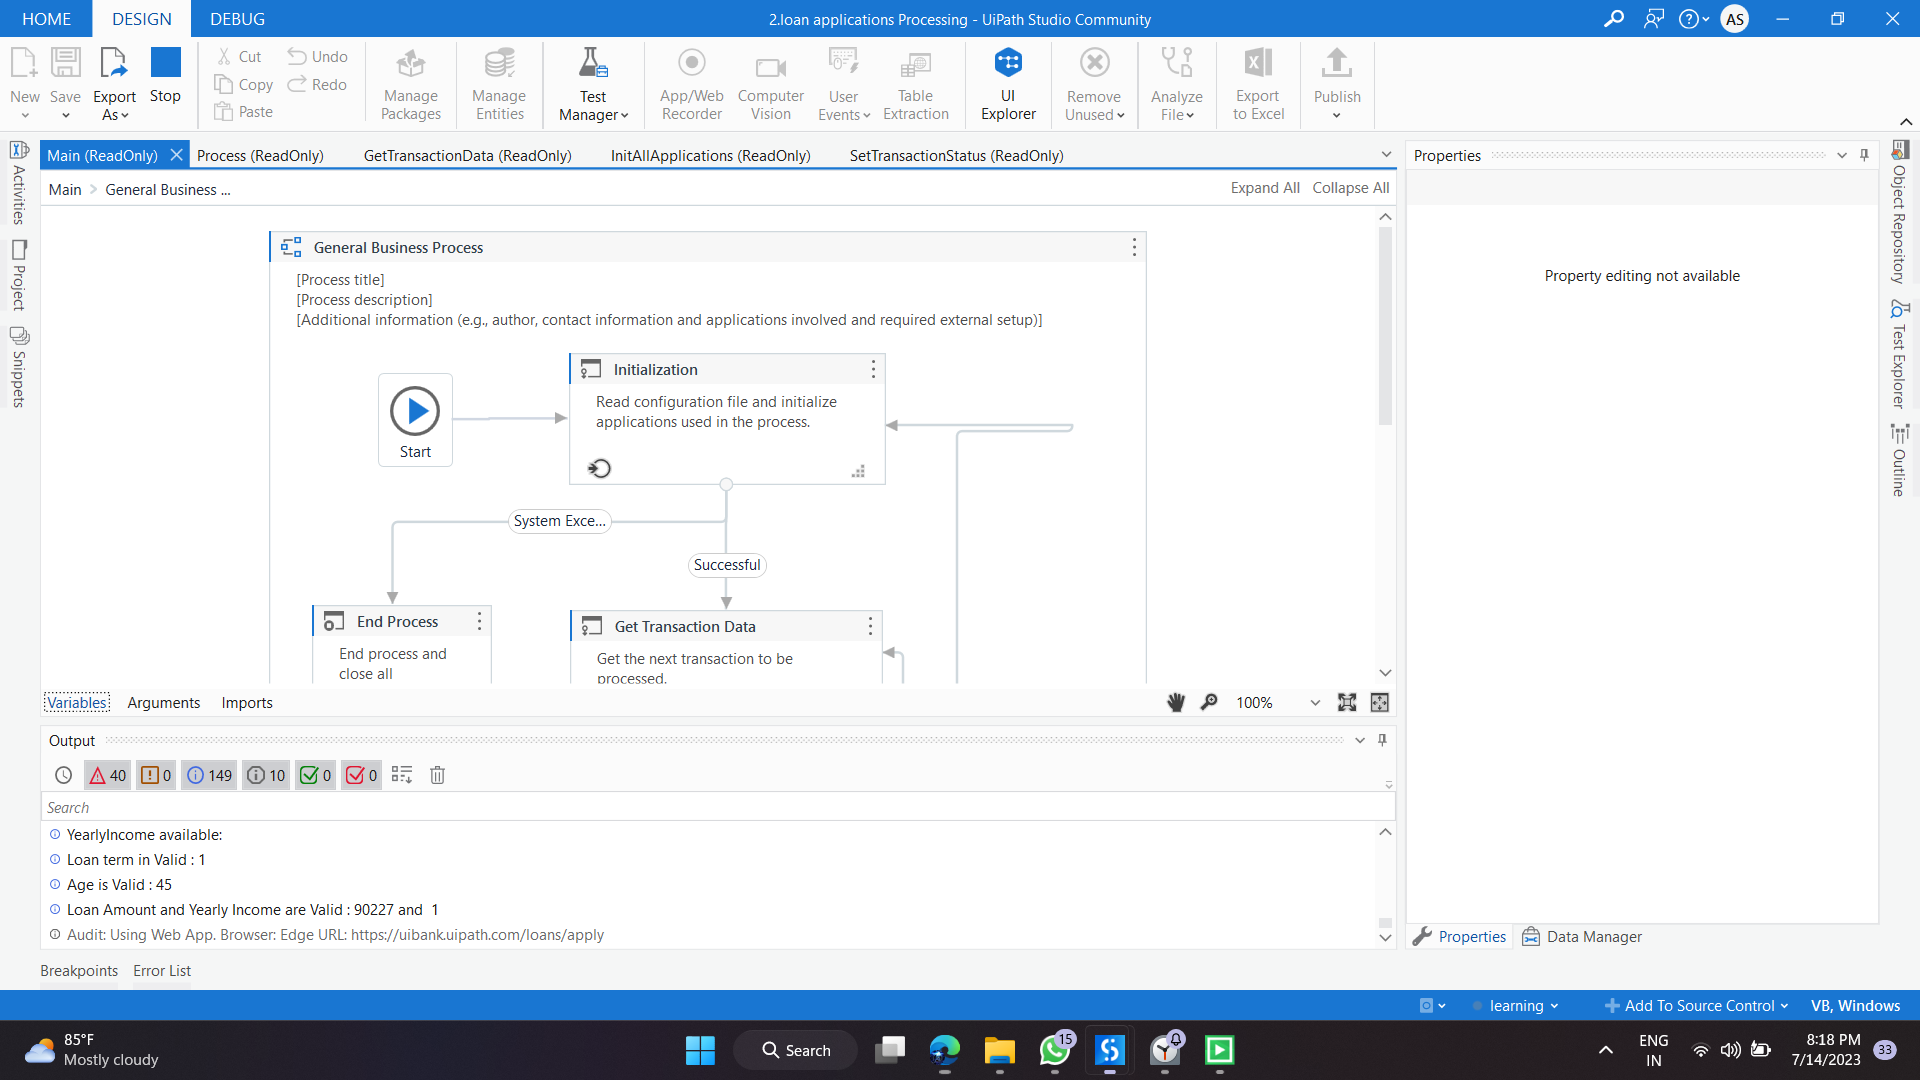 HOME DESIGN DEBUG
2.loan applications Processing - UiPath Studio Community
AS
New
Save
Export As
Stop
Cut
Copy
Paste
Undo
Redo
Manage Packages
Manage Entities
Test Manager
App/Web Recorder
Computer Vision
User Events
Table Extraction
UI Explorer
Remove Unused
Analyze File
Export to Excel
Publish
Main (ReadOnly)
Process (ReadOnly)
GetTransactionData (ReadOnly)
InitAllApplications (ReadOnly)
SetTransactionStatus (ReadOnly)
Activities
Project
Snippets
Main > General Business ...
Expand All Collapse All
General Business Process
[Process title]
[Process description]
[Additional information (e.g., author, contact information and applications involved and required external setup)]
Start
Initialization
Read configuration file and initialize
applications used in the process.
System Exce...
Successful
End Process
End process and
close all
Get Transaction Data
Get the next transaction to be
processed.
Variables Arguments Imports
100%
Output
40 0 149 10 0 0
Search
YearlyIncome available:
Loan term in Valid : 1
Age is Valid : 45
Loan Amount and Yearly Income are Valid : 90227 and  1
Audit: Using Web App. Browser: Edge URL: https://uibank.uipath.com/loans/apply
Breakpoints Error List
Properties
Property editing not available
Properties Data Manager
Object Repository
Test Explorer
Outline
learning
Add To Source Control
VB, Windows
85°F
Mostly cloudy
Search
15
ENG
IN
8:18 PM
7/14/2023
33